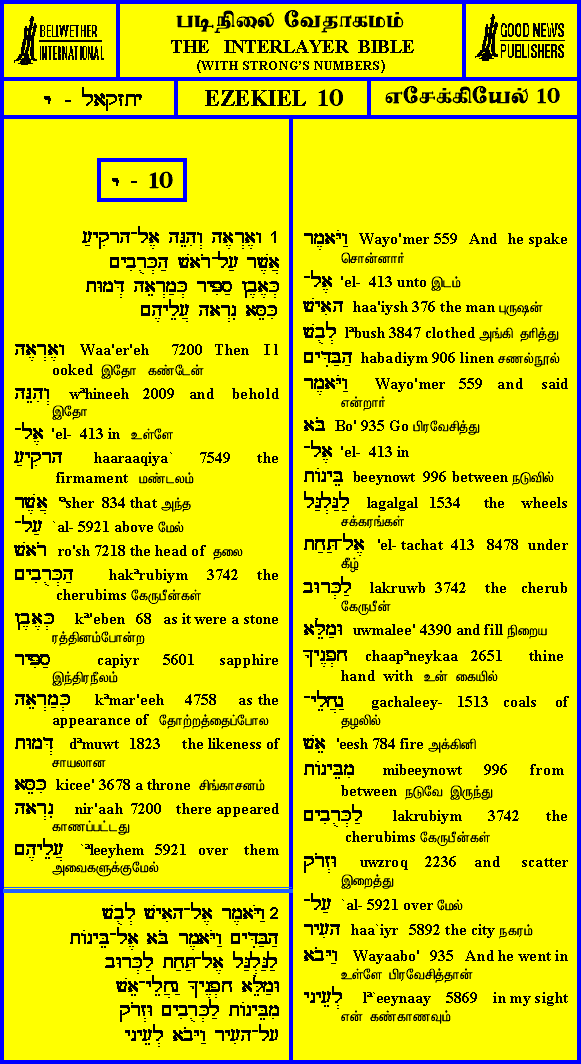 BELLWETHER
INTERNATIONAL
படிநிலை வேதாகமம்
THE INTERLAYER BIBLE
(WITH STRONG'S NUMBERS)
GOOD NEWS
PUBLISHERS
יחזקאל - י
EZEKIEL 10
எசேக்கியேல் 10
י - 10
1 וָאֶרְאֶה וְהִנֵּה אֶל־הָרָקִיעַ
אֲשֶׁר עַל־רֹאשׁ הַכְּרֻבִים
כְּאֶבֶן סַפִּיר כְּמַרְאֵה דְּמוּת
כִּסֵּא נִרְאָה עֲלֵיהֶם
וָאֶרְאֶה Waa'er'eh 7200 Then I l
ooked இதோ கண்டேன்
וְהִנֵּה wªhineeh 2009 and behold
இதோ
אֶל־ 'el- 413 in உள்ளே
הָרָקִיעַ haaraaqiya` 7549 the
firmament மண்டலம்
אֲשֶׁר ªsher 834 that அந்த
עַל־ `al- 5921 above மேல்
רֹאשׁ ro'sh 7218 the head of தலை
הַכְּרֻבִים hakªrubiym 3742 the
cherubims கேருபீன்கள்
כְּאֶבֶן kª'eben 68 as it were a stone
ரத்தினம்போன்ற
סַפִּיר capiyr 5601 sapphire
இந்திரநீலம்
כְּמַרְאֵה kªmar'eeh 4758 as the
appearance of தோற்றத்தைப்போல
דְּמוּת dªmuwt 1823 the likeness of
சாயலான
כִּסֵּא kicee' 3678 a throne சிங்காசனம்
נִרְאָה nir'aah 7200 there appeared
காணப்பட்டது
עֲלֵיהֶם `ªleeyhem 5921 over them
அவைகளுக்குமேல்
2 וַיֹּאמֶר אֶל־הָאִישׁ לְבֻשׁ
הַבַּדִּים וַיֹּאמֶר בֹּא אֶל־בֵּינוֹת
לַגַּלְגַּל אֶל־תַּחַת לַכְּרוּב
וּמַלֵּא חָפְנֶיךָ גַחֲלֵי־אֵשׁ
מִבֵּינוֹת לַכְּרֻבִים וּזְרֹק
עַל־הָעִיר וַיָּבֹא לְעֵינָי
וַיֹּאמֶר Wayo'mer 559 And he spake
சொன்னார்
אֶל־ 'el- 413 unto இடம்
הָאִישׁ haa'iysh 376 the man புருஷன்
לְבֻשׁ lªbush 3847 clothed அங்கி தரித்து
הַבַּדִּים habadiym 906 linen சணல்நூல்
וַיֹּאמֶר Wayo'mer 559 and said
என்றார்
בֹּא Bo' 935 Go பிரவேசித்து
אֶל־ 'el- 413 in
בֵּינוֹת beeynowt 996 between நடுவில்
לַגַּלְגַּל lagalgal 1534 the wheels
சக்கரங்கள்
אֶל־תַּחַת 'el- tachat 413 8478 under
கீழ்
לַכְּרוּב lakruwb 3742 the cherub
கேருபீன்
וּמַלֵּא uwmalee' 4390 and fill நிறைய
חָפְנֶיךָ chaapªneykaa 2651 thine
hand with உன் கையில்
גַחֲלֵי־ gachaleey- 1513 coals of
தழலில்
אֵשׁ 'eesh 784 fire அக்கினி
מִבֵּינוֹת mibeeynowt 996 from
between நடுவே இருந்து
לַכְּרֻבִים lakrubiym 3742 the
cherubims கேருபீன்கள்
וּזְרֹק uwzroq 2236 and scatter
இறைத்து
עַל־ `al- 5921 over மேல்
הָעִיר haa`iyr 5892 the city நகரம்
וַיָּבֹא Wayaabo' 935 And he went in
உள்ளே பிரவேசித்தான்
לְעֵינָי lª`eeynaay 5869 in my sight
என் கண்காணவும்